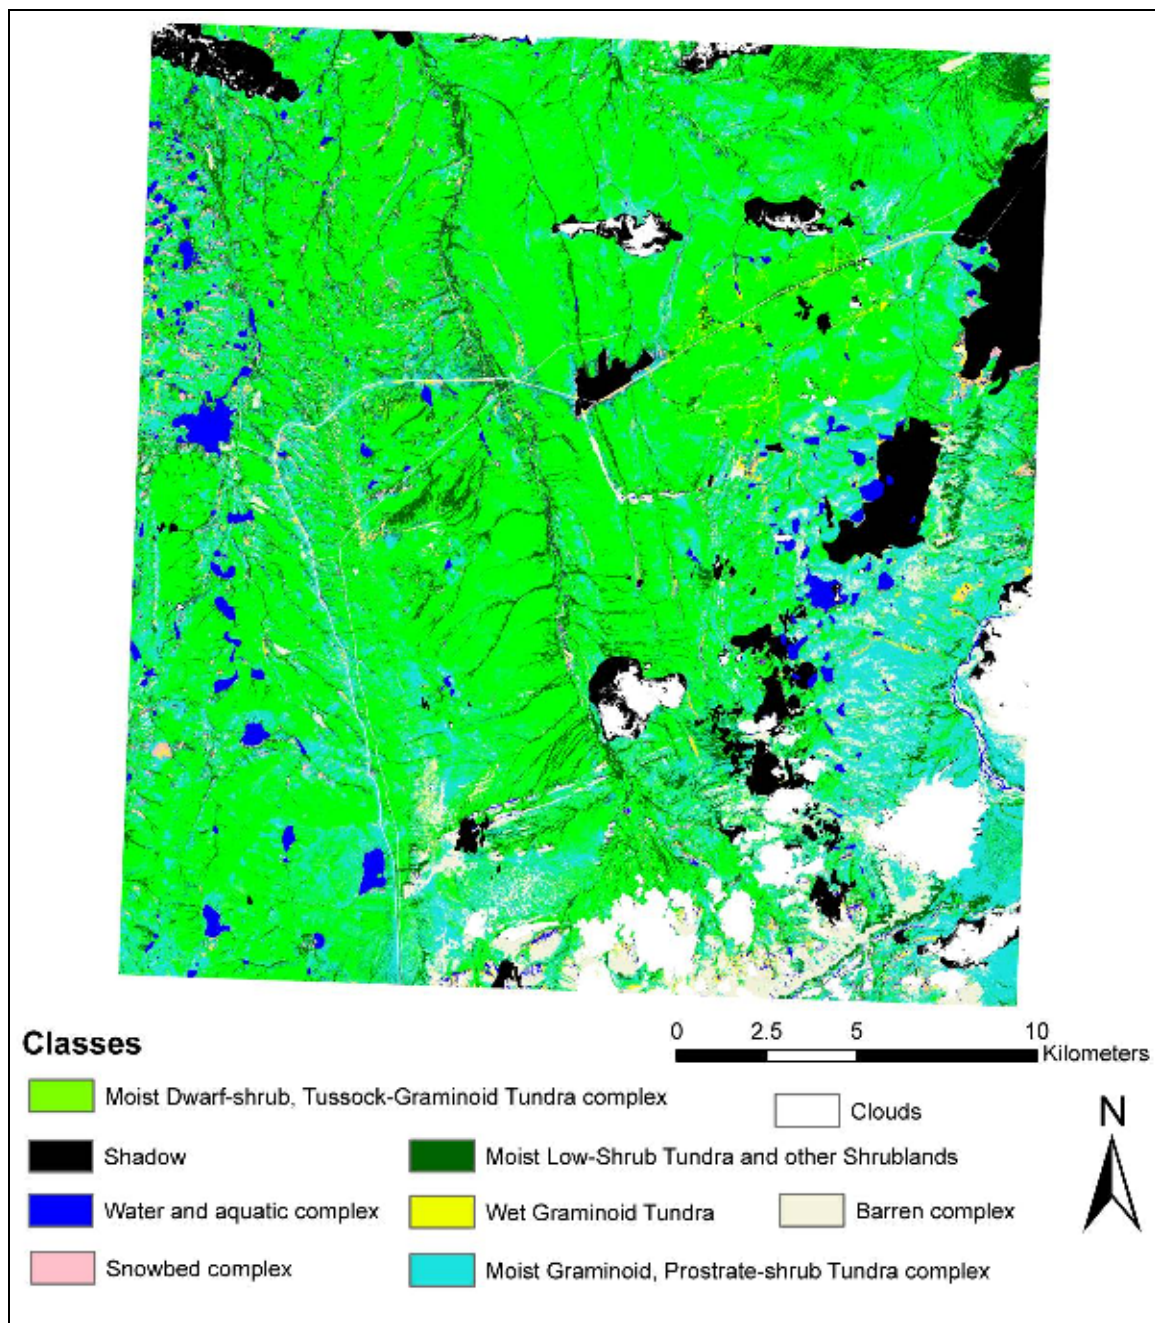 Classes
0 2.5 5 10
Kilometers
Moist Dwarf-shrub, Tussock-Graminoid Tundra complex
Clouds
N
Shadow
Moist Low-Shrub Tundra and other Shrublands
Water and aquatic complex
Wet Graminoid Tundra
Barren complex
Snowbed complex
Moist Graminoid, Prostrate-shrub Tundra complex